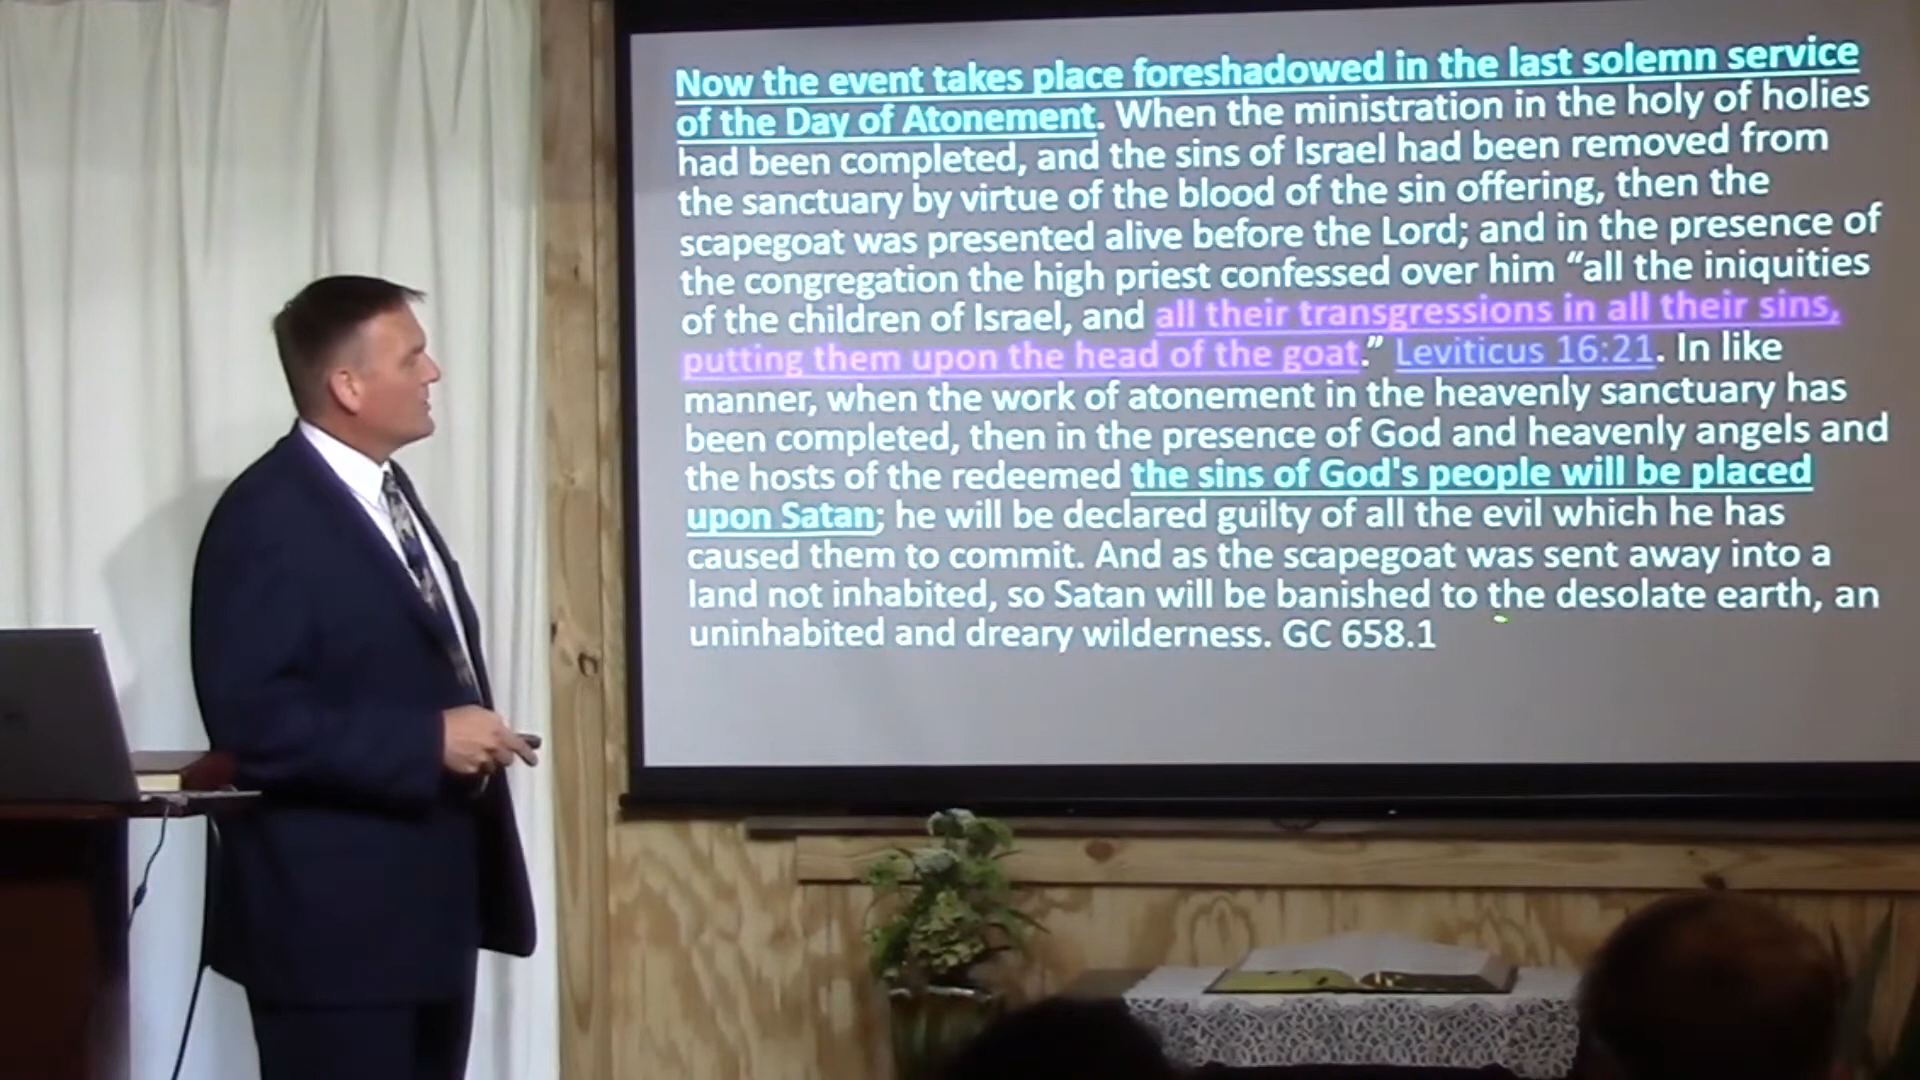 Now the event takes place foreshadowed in the last solemn service
of the Day of Atonement. When the ministration in the holy of holies
had been completed, and the sins of Israel had been removed from
the sanctuary by virtue of the blood of the sin offering, then the
scapegoat was presented alive before the Lord; and in the presence of
the congregation the high priest confessed over him “all the iniquities
of the children of Israel, and all their transgressions in all their sins,
putting them upon the head of the goat.” Leviticus 16:21. In like
manner, when the work of atonement in the heavenly sanctuary has
been completed, then in the presence of God and heavenly angels and
the hosts of the redeemed the sins of God's people will be placed
upon Satan; he will be declared guilty of all the evil which he has
caused them to commit. And as the scapegoat was sent away into a
land not inhabited, so Satan will be banished to the desolate earth, an
uninhabited and dreary wilderness. GC 658.1